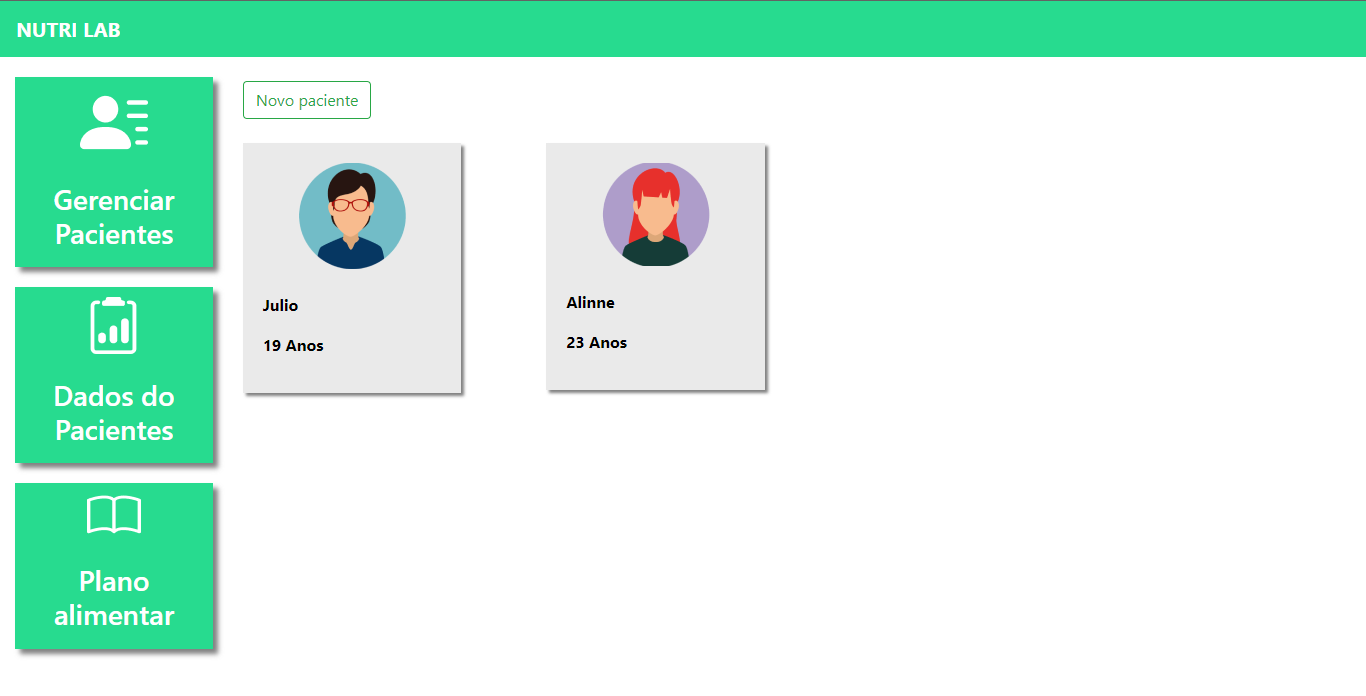 NUTRI LAB
Gerenciar
Pacientes
Dados do
Pacientes
Plano
alimentar
Novo paciente
Julio
19 Anos
Alinne
23 Anos